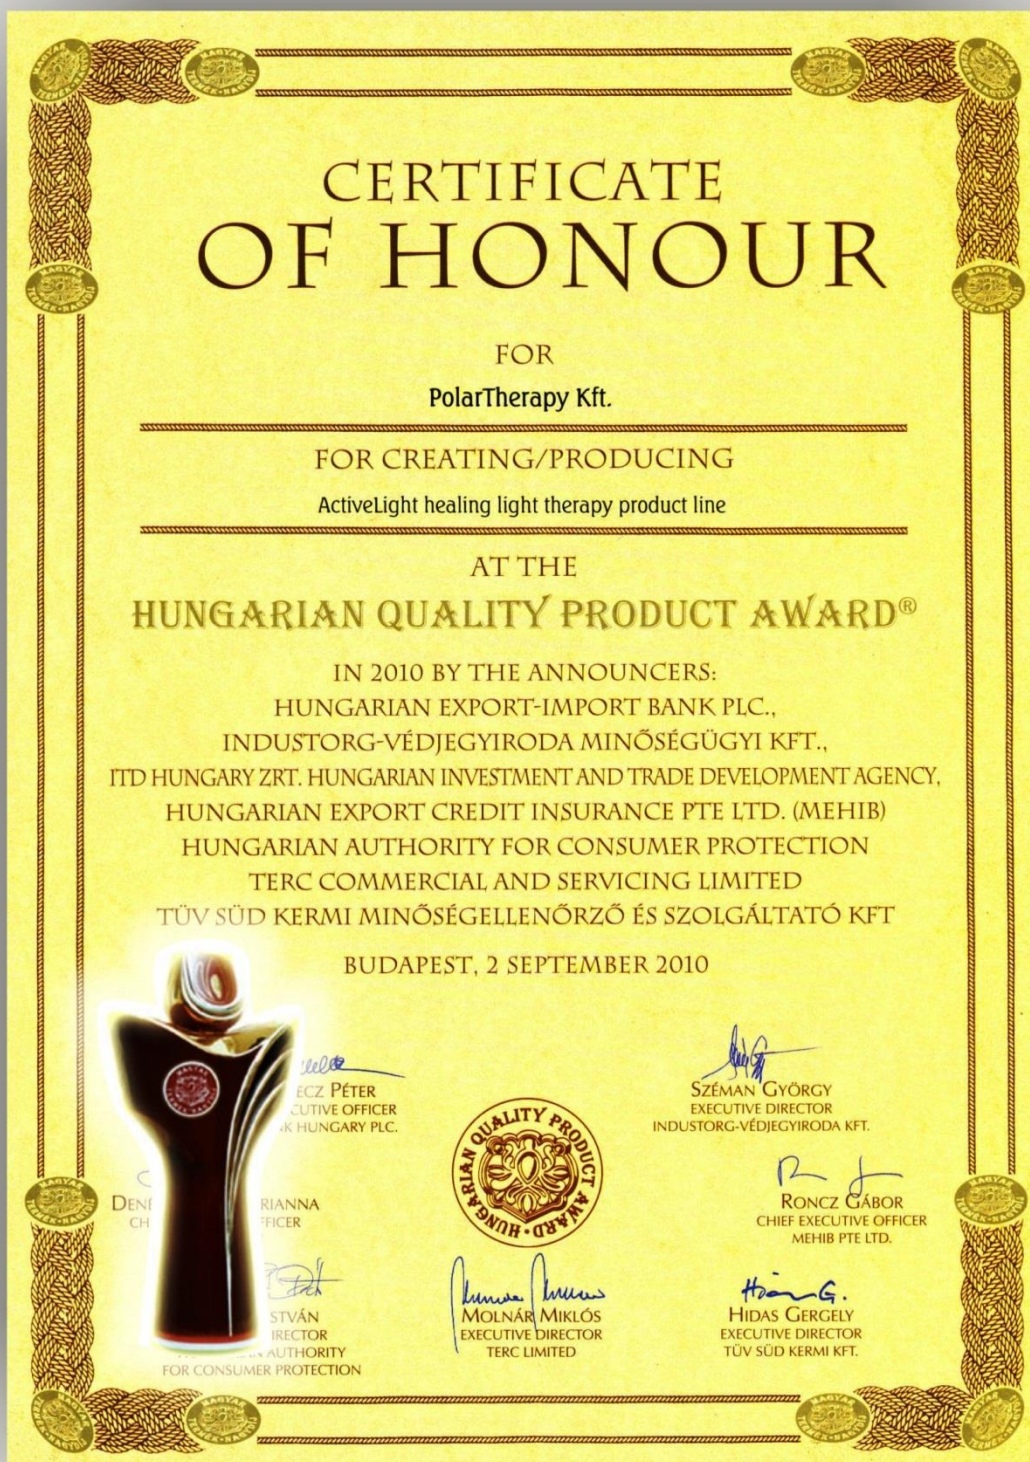 CERTIFICATE
OF HONOUR
FOR
PolarTherapy Kft.
FOR CREATING/PRODUCING
ActiveLight healing light therapy product line
AT THE
HUNGARIAN QUALITY PRODUCT AWARD®
IN 2010 BY THE ANNOUNCERS:
HUNGARIAN EXPORT-IMPORT BANK PLC.,
INDUSTORG-VÉDJEGYIRODA MINŐSÉGÜGYI KFT.,
ITD HUNGARY ZRT. HUNGARIAN INVESTMENT AND TRADE DEVELOPMENT AGENCY,
HUNGARIAN EXPORT CREDIT INSURANCE PTE LTD. (MEHIB)
HUNGARIAN AUTHORITY FOR CONSUMER PROTECTION
TERC COMMERCIAL AND SERVICING LIMITED
TÜV SÜD KERMI MINŐSÉGELLENŐRZŐ ÉS SZOLGÁLTATÓ KFT
BUDAPEST, 2 SEPTEMBER 2010
PÉTER
OFFICER
HUNGARY PLC.
SZÉMAN GYÖRGY
EXECUTIVE DIRECTOR
INDUSTORG-VÉDJEGYIRODA KFT.
HUNGARIAN QUALITY PRODUCT AWARD
RONCZ GÁBOR
CHIEF EXECUTIVE OFFICER
MEHIB PTE LTD.
AUTHORITY
FOR CONSUMER PROTECTION
MOLNÁR MIKLÓS
EXECUTIVE DIRECTOR
TERC LIMITED
HIDAS GERGELY
EXECUTIVE DIRECTOR
TÜV SÜD KERMI KFT.